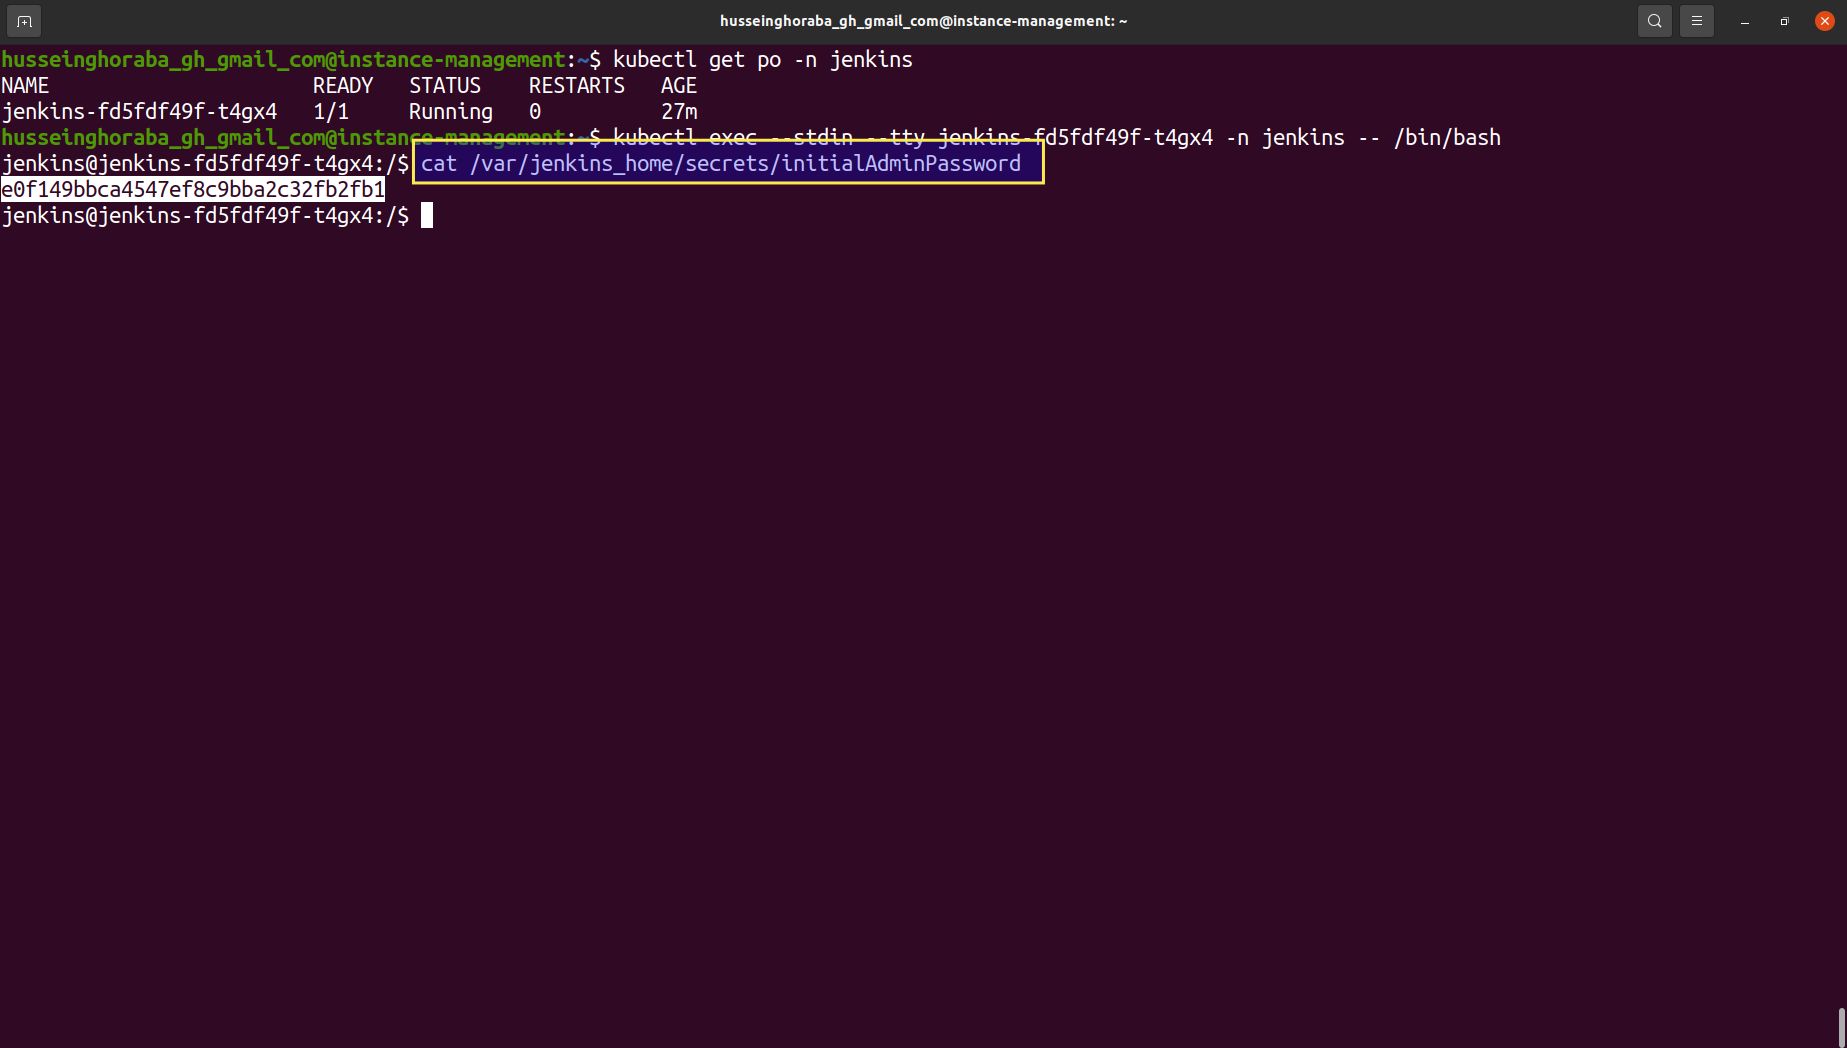 husseinghoraba_gh_gmail_com@instance-management: ~
husseinghoraba_gh_gmail_com@instance-management:~$ kubectl get po -n jenkins
NAME                      READY   STATUS    RESTARTS   AGE
jenkins-fd5fdf49f-t4gx4   1/1     Running   0          27m
husseinghoraba_gh_gmail_com@instance-management:~$ kubectl exec --stdin --tty jenkins-fd5fdf49f-t4gx4 -n jenkins -- /bin/bash
jenkins@jenkins-fd5fdf49f-t4gx4:/$ cat /var/jenkins_home/secrets/initialAdminPassword
e0f149bbca4547ef8c9bba2c32fb2fb1
jenkins@jenkins-fd5fdf49f-t4gx4:/$